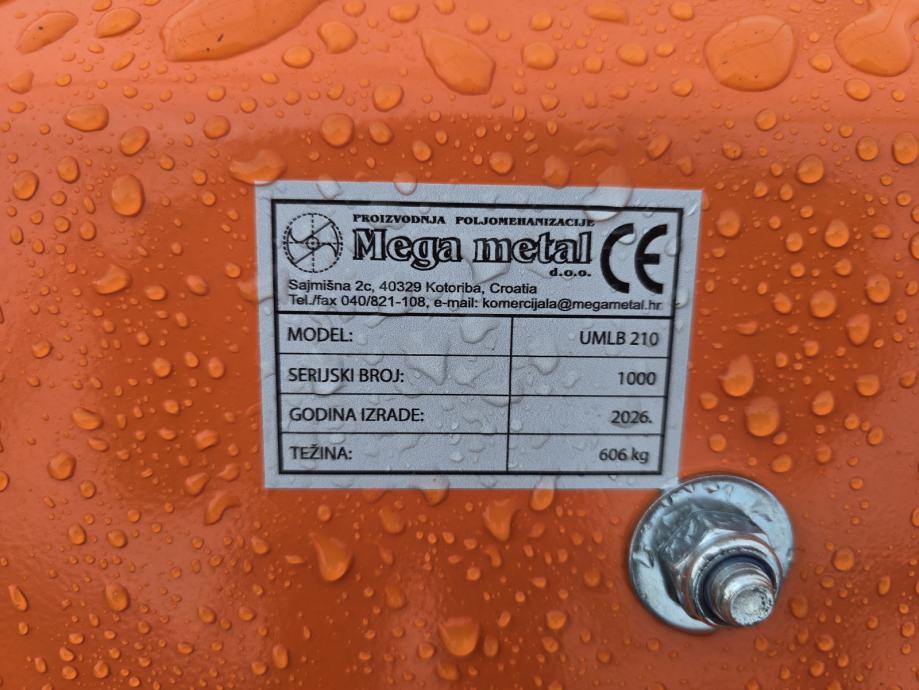 PROIZVODNJA POLJOMEHANIZACIJE
Mega metal
d.o.o.
CE
Sajmišna 2c, 40329 Kotoriba, Croatia
Tel./fax 040/821-108, e-mail: komercijala@megametal.hr
MODEL: UMLB 210
SERIJSKI BROJ: 1000
GODINA IZRADE: 2026.
TEŽINA: 606 kg